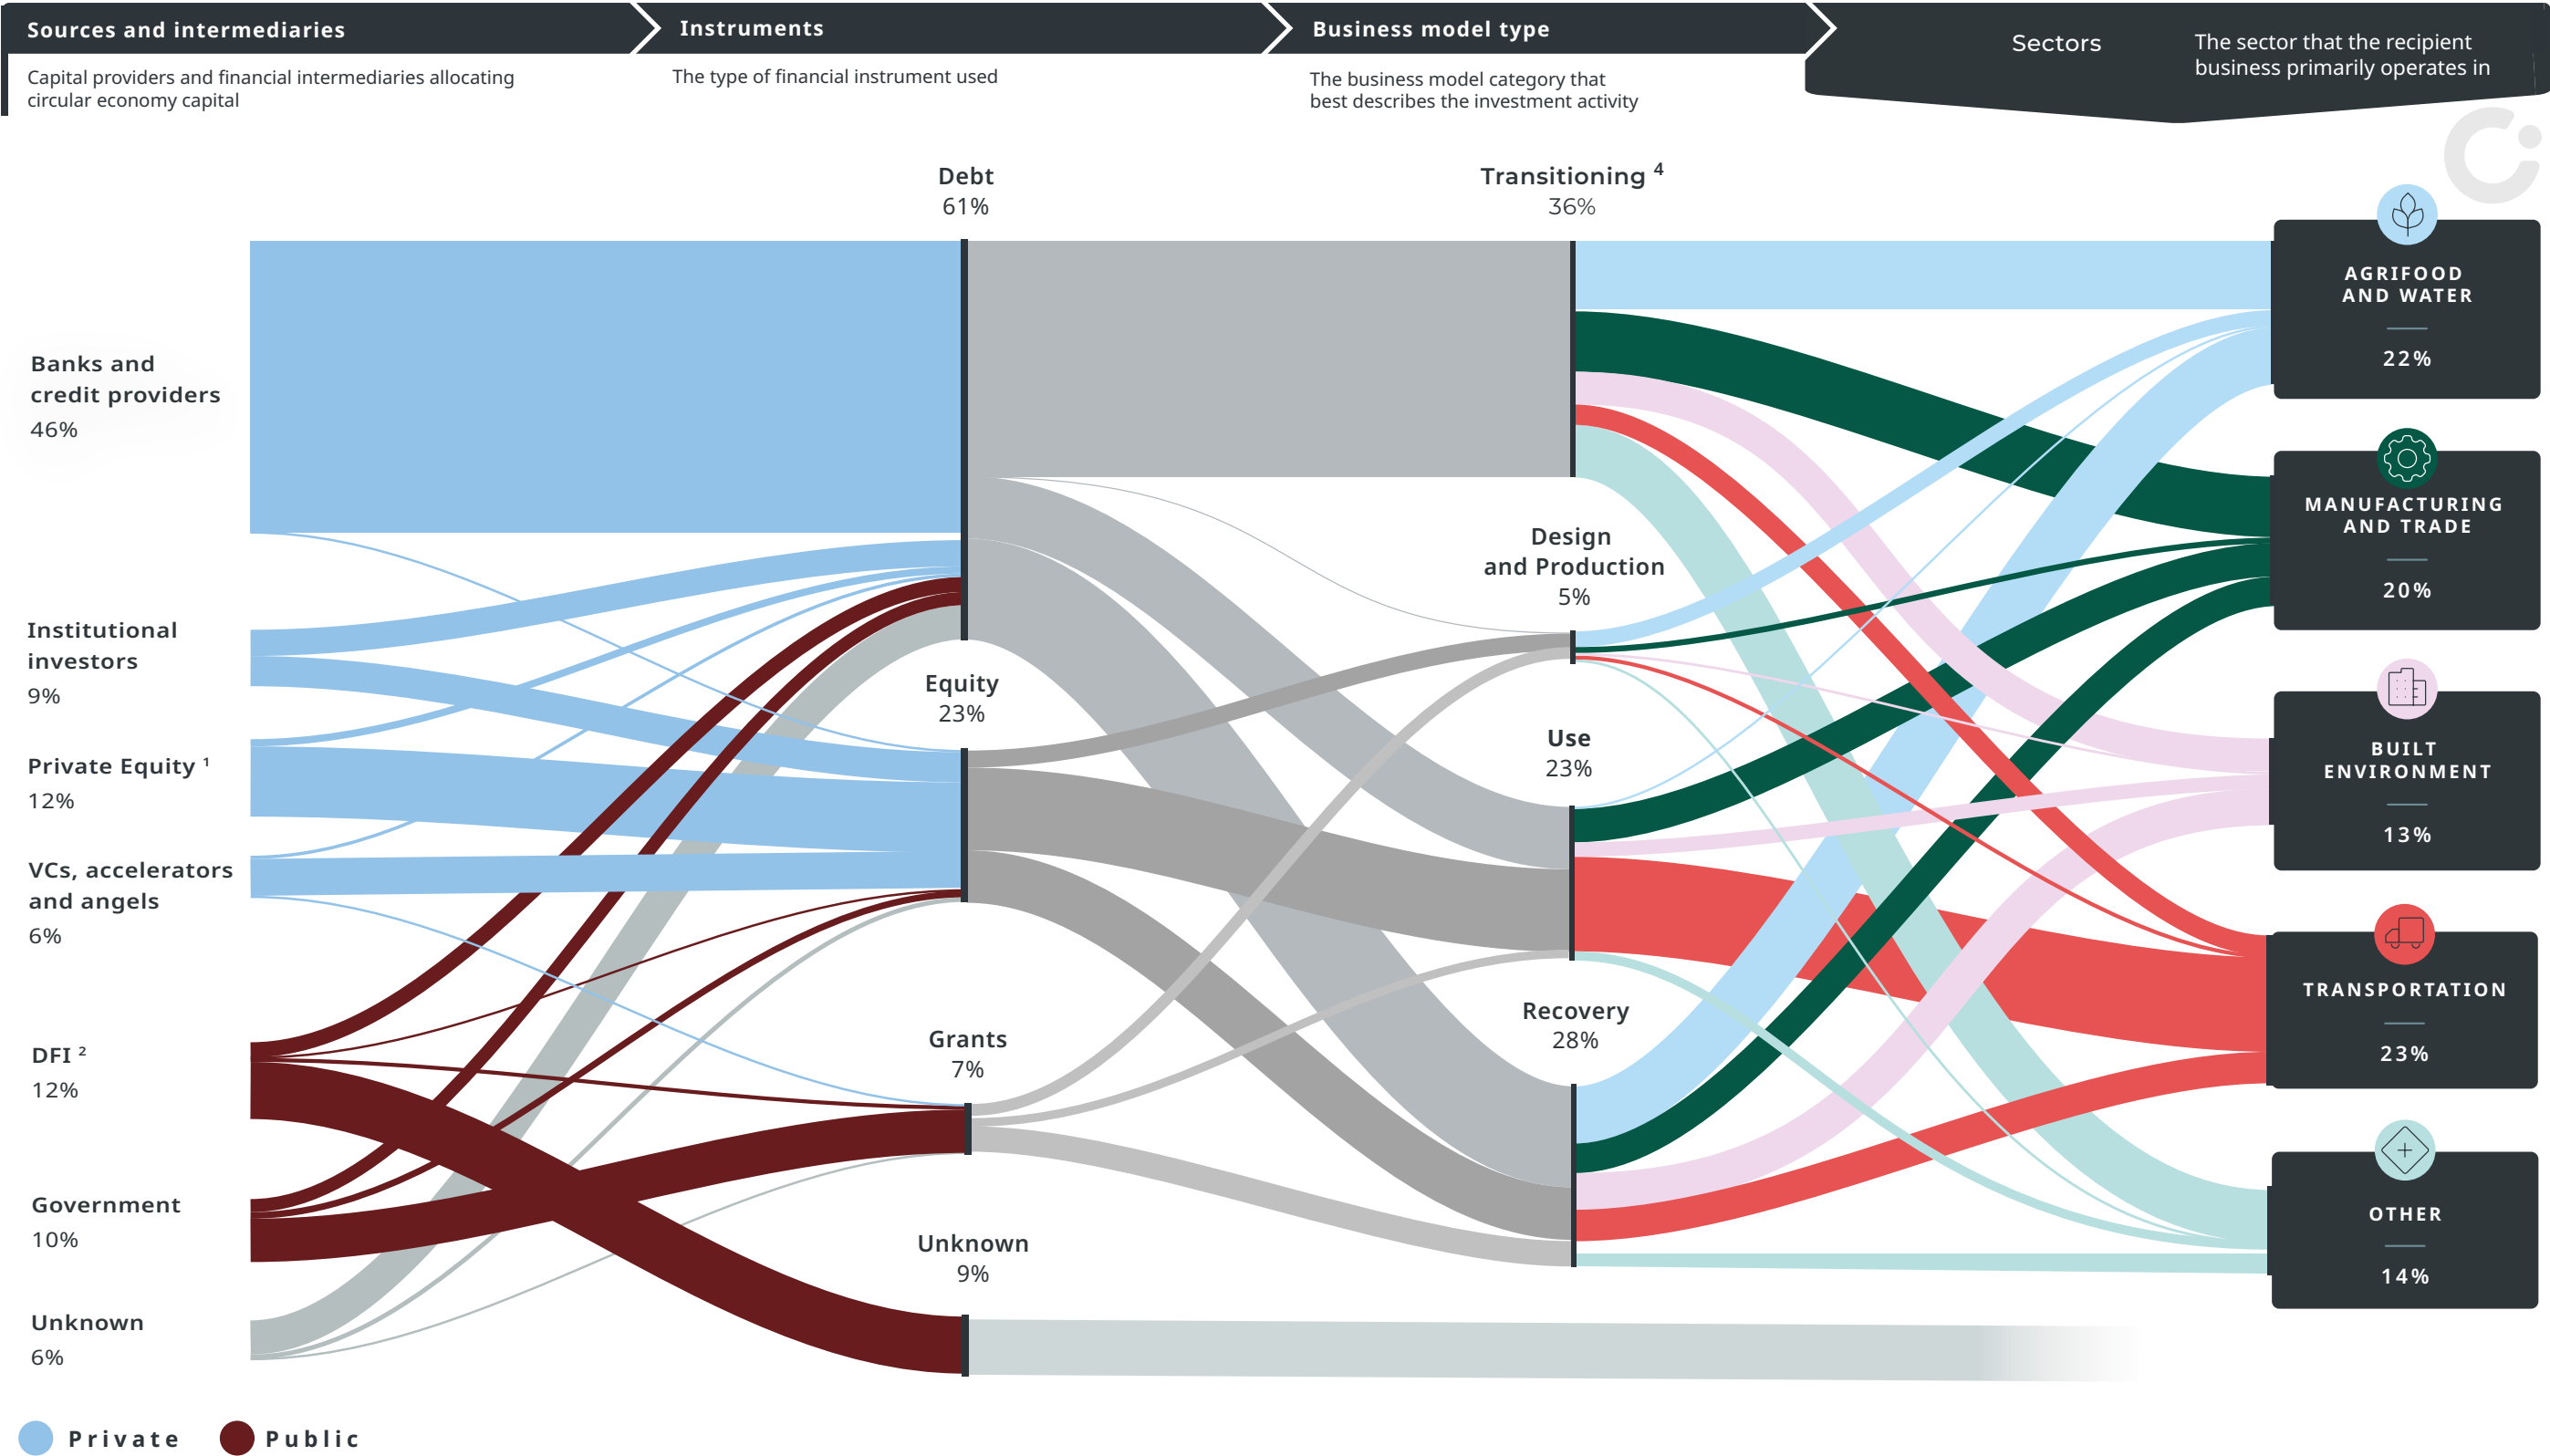 Sources and intermediaries
Capital providers and financial intermediaries allocating
circular economy capital
Instruments
The type of financial instrument used
Business model type
The business model category that
best describes the investment activity
Sectors
The sector that the recipient
business primarily operates in
Banks and
credit providers
46%
Institutional
investors
9%
Private Equity ¹
12%
VCs, accelerators
and angels
6%
DFI ²
12%
Government
10%
Unknown
6%
Debt
61%
Equity
23%
Grants
7%
Unknown
9%
Transitioning ⁴
36%
Design
and Production
5%
Use
23%
Recovery
28%
AGRIFOOD
AND WATER
22%
MANUFACTURING
AND TRADE
20%
BUILT
ENVIRONMENT
13%
TRANSPORTATION
23%
OTHER
14%
Private
Public